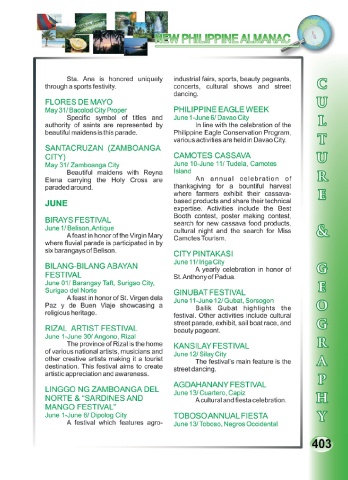 NEW PHILIPPINE ALMANAC
Sta. Ana is honored uniquely
through a sports festivity.
FLORES DE MAYO
May 31/ Bacolod City Proper
Specific symbol of titles and
authority of saints are represented by
beautiful maidens is this parade.
SANTACRUZAN (ZAMBOANGA
CITY)
May 31/ Zamboanga City
Beautiful maidens with Reyna
Elena carrying the Holy Cross are
paraded around.
JUNE
BIRAYS FESTIVAL
June 1/ Belison, Antique
A feast in honor of the Virgin Mary
where fluvial parada is participated in by
six barangays of Belison.
BILANG-BILANG ABAYAN
FESTIVAL
June 01/ Barangay Taft, Surigao City,
Surigao del Norte
A feast in honor of St. Virgen dela
Paz y de Buen Viaje showcasing a
religious heritage.
RIZAL ARTIST FESTIVAL
June 1-June 30/ Angono, Rizal
The province of Rizal is the home
of various national artists, musicians and
other creative artists making it a tourist
destination. This festival aims to create
artistic appreciation and awareness.
LINGGO NG ZAMBOANGA DEL
NORTE & "SARDINES AND
MANGO FESTIVAL"
June 1-June 6/ Dipolog City
A festival which features agro-
industrial fairs, sports, beauty pageants,
concerts, cultural shows and street
dancing.
PHILIPPINE EAGLE WEEK
June 1-June 6/ Davao City
In line with the celebration of the
Philippine Eagle Conservation Program,
various activities are held in Davao City.
CAMOTES CASSAVA
June 10-June 11/ Tudela, Camotes
Island
An annual celebration of
thanksgiving for a bountiful harvest
where farmers exhibit their cassava-
based products and share their technical
expertise. Activities include the Best
Booth contest, poster making contest,
search for new cassava food products,
cultural night and the search for Miss
Camotes Tourism.
CITY PINTAKASI
June 11/ Iriga City
A yearly celebration in honor of
St. Anthony of Padua.
GINUBAT FESTIVAL
June 11-June 12/ Gubat, Sorsogon
Balik Gubat highlights the
festival. Other activities include cultural
street parade, exhibit, sail boat race, and
beauty pageant.
KANSILAY FESTIVAL
June 12/ Silay City
The festival's main feature is the
street dancing.
AGDAHANANY FESTIVAL
June 13/ Cuartero, Capiz
A cultural and fiesta celebration.
TOBOSO ANNUAL FIESTA
June 13/ Toboso, Negros Occidental
C
U
L
T
U
R
E
&
G
E
O
G
R
A
P
H
Y
403